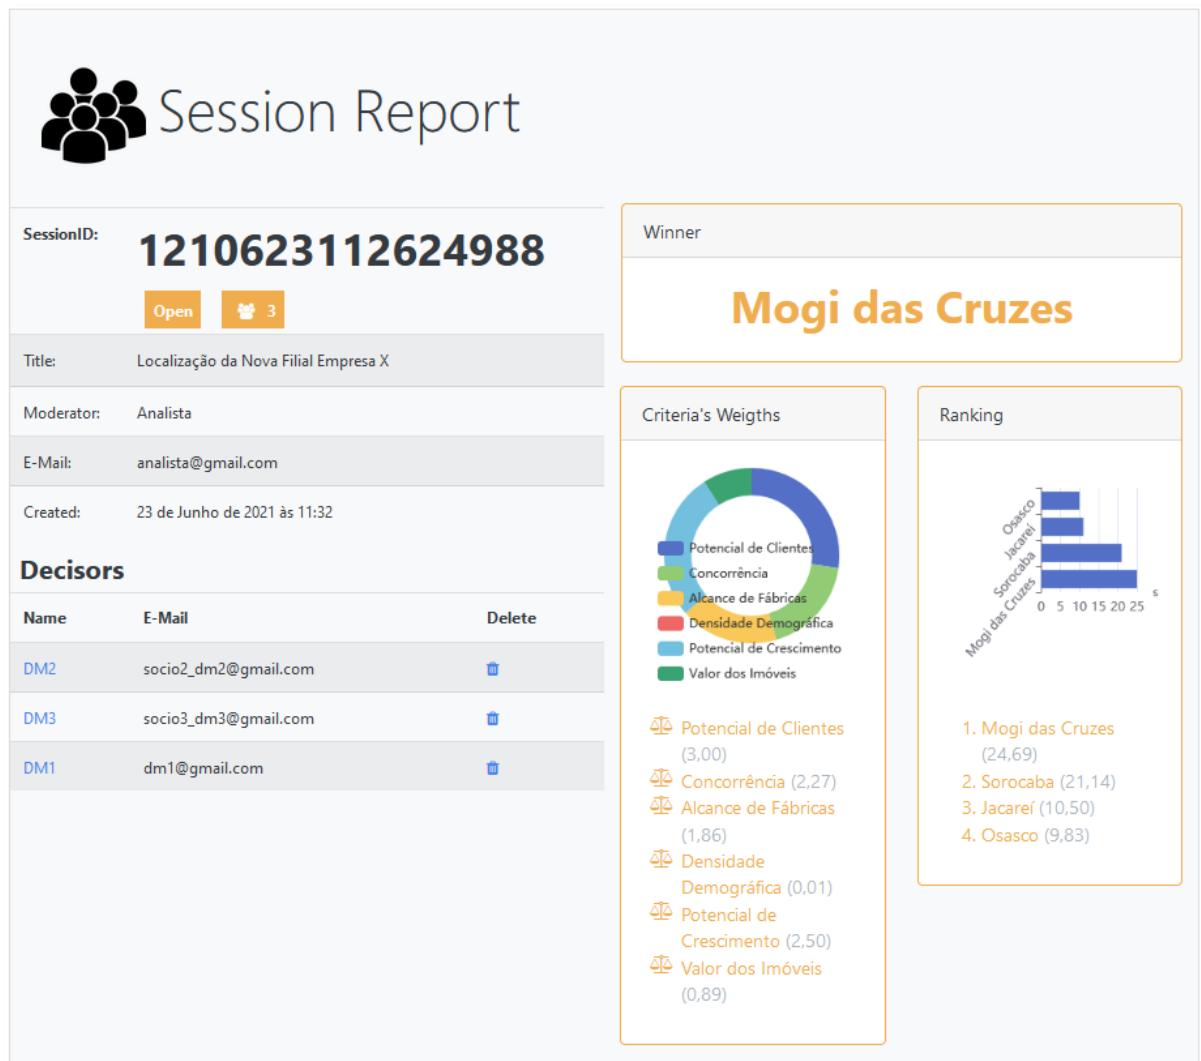 Session Report
SessionID:
1210623112624988
Open
3
Title:
Localização da Nova Filial Empresa X
Moderator:
Analista
E-Mail:
analista@gmail.com
Created:
23 de Junho de 2021 às 11:32
Decisors
Name
E-Mail
Delete
DM2
socio2_dm2@gmail.com
DM3
socio3_dm3@gmail.com
DM1
dm1@gmail.com
Winner
Mogi das Cruzes
Criteria's Weigths
Potencial de Clientes
Concorrência
Alcance de Fábricas
Densidade Demográfica
Potencial de Crescimento
Valor dos Imóveis
Potencial de Clientes
(3,00)
Concorrência (2,27)
Alcance de Fábricas
(1,86)
Densidade
Demográfica (0,01)
Potencial de
Crescimento (2,50)
Valor dos Imóveis
(0,89)
Ranking
Osasco
Jacareí
Sorocaba
Mogi das Cruzes
0 5 10 15 20 25
s
1. Mogi das Cruzes
(24,69)
2. Sorocaba (21,14)
3. Jacareí (10,50)
4. Osasco (9,83)